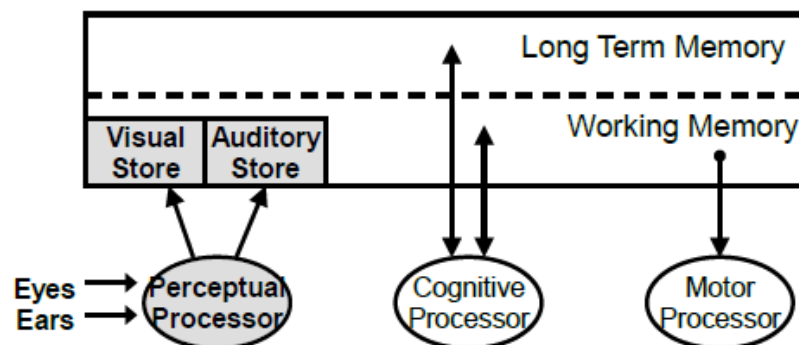 Long Term Memory
Working Memory
Visual
Store
Auditory
Store
Eyes
Ears
Perceptual
Processor
Cognitive
Processor
Motor
Processor